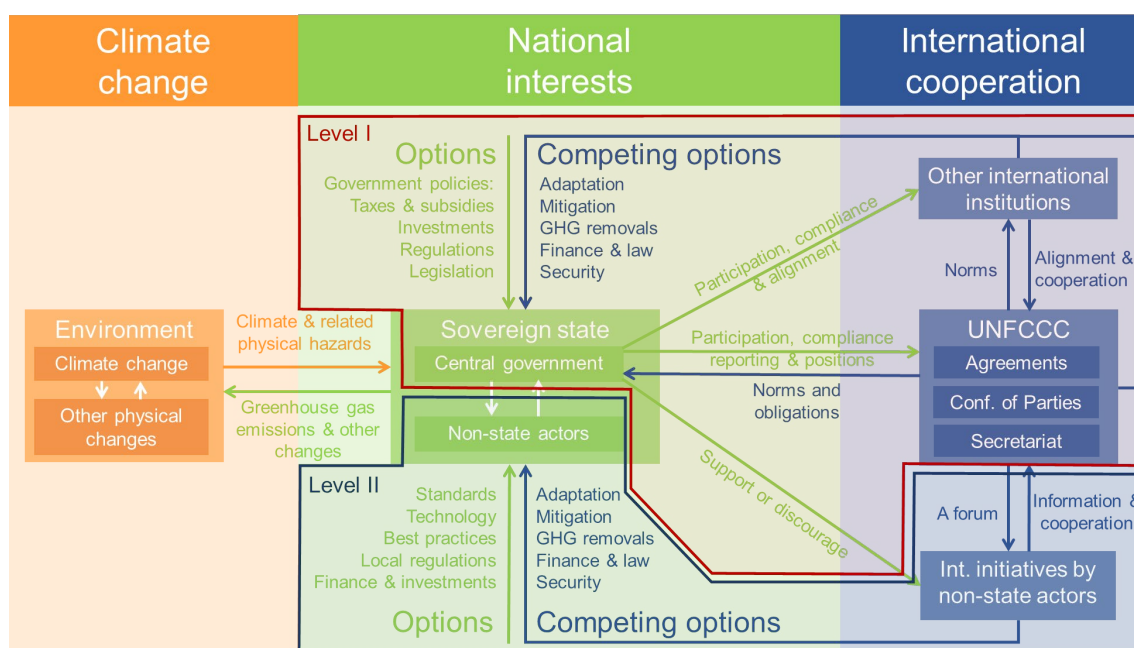 Climate
change
National
interests
International
cooperation
Level I
Options
Government policies:
Taxes & subsidies
Investments
Regulations
Legislation
Competing options
Adaptation
Mitigation
GHG removals
Finance & law
Security
Participation, compliance
& alignment
Other international
institutions
Norms
Alignment &
cooperation
Environment
Climate change
Other physical
changes
Climate & related
physical hazards
Greenhouse gas
emissions & other
changes
Sovereign state
Central government
Non-state actors
Participation, compliance
reporting & positions
Norms and
obligations
Support or discourage
UNFCCC
Agreements
Conf. of Parties
Secretariat
Level II
Standards
Technology
Best practices
Local regulations
Finance & investments
Options
Adaptation
Mitigation
GHG removals
Finance & law
Security
Competing options
A forum
Information &
cooperation
Int. initiatives by
non-state actors